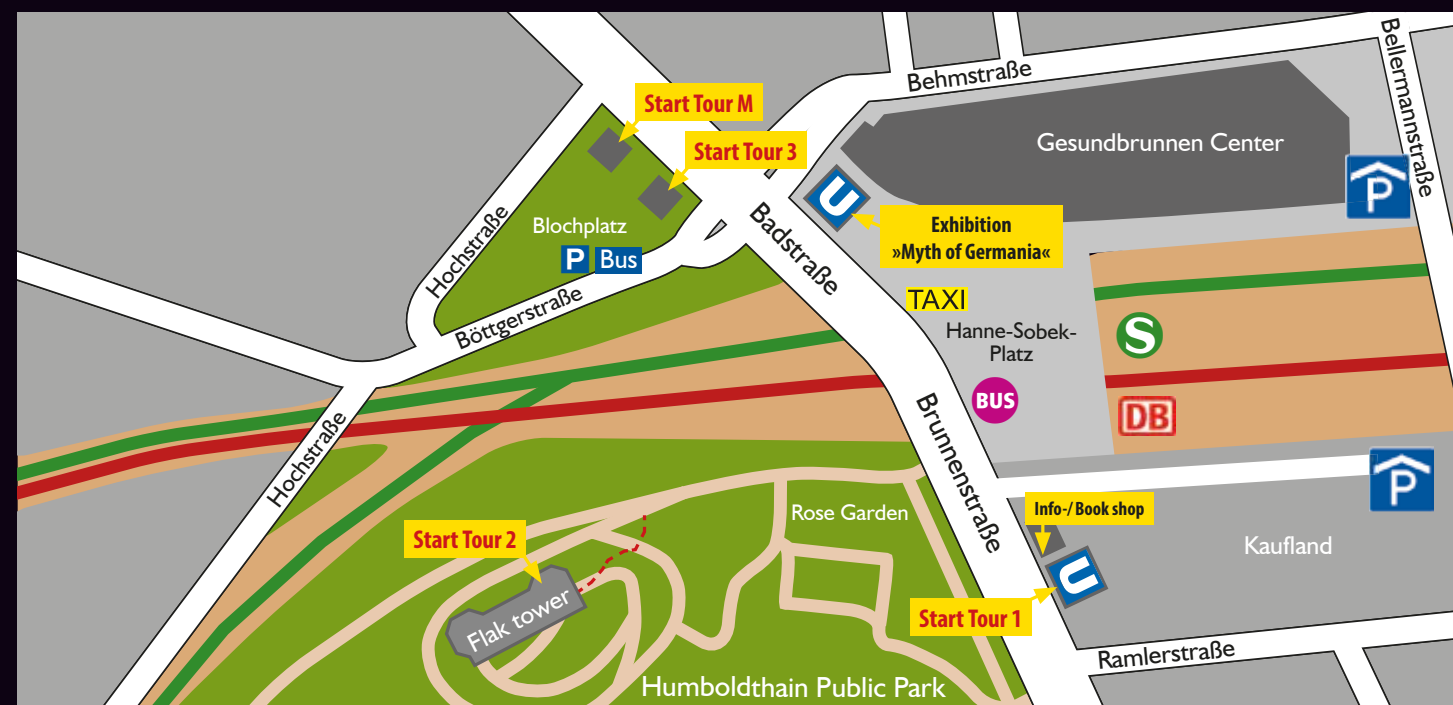 Behmstraße
Bellermannstraße
Start Tour M
Gesundbrunnen Center
Start Tour 3
P
U
Hochstraße
Blochplatz
Badstraße
Exhibition
»Myth of Germania«
P Bus
Böttgerstraße
TAXI
Hanne-Sobek-
Platz
S
BUS
DB
Brunnenstraße
Hochstraße
P
Rose Garden
Info-/ Book shop
Start Tour 2
Kaufland
U
Flak tower
Start Tour 1
Ramlerstraße
Humboldthain Public Park